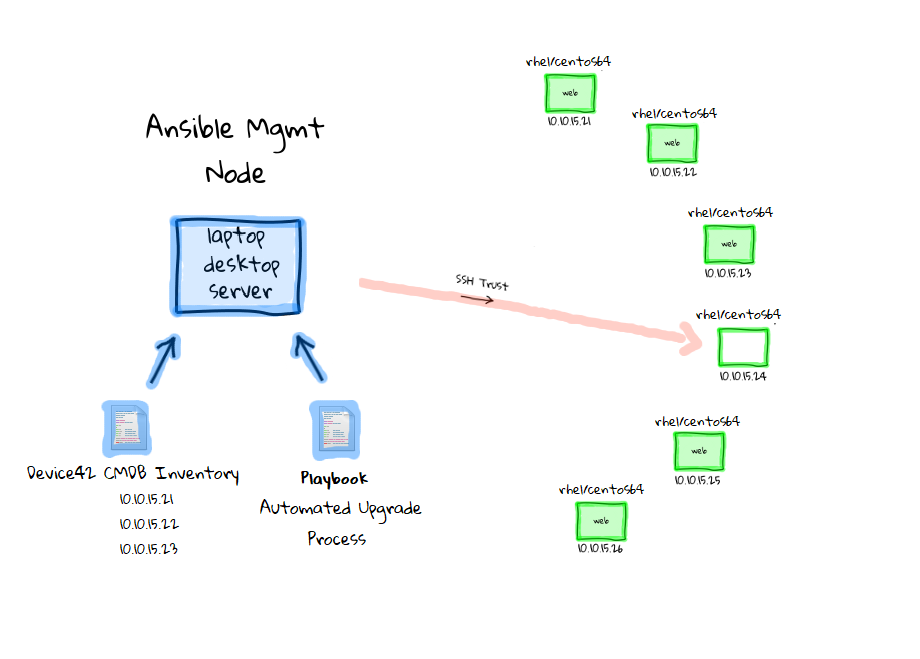 Ansible Mgmt
Node
laptop
desktop
server
Device42 CMDB Inventory
10.10.15.21
10.10.15.22
10.10.15.23
Playbook
Automated Upgrade
Process
SSH Trust
rhel/centos64
web
10.10.15.21
rhel/centos64
web
10.10.15.22
rhel/centos64
web
10.10.15.23
rhel/centos64
10.10.15.24
rhel/centos64
web
10.10.15.25
rhel/centos64
web
10.10.15.26